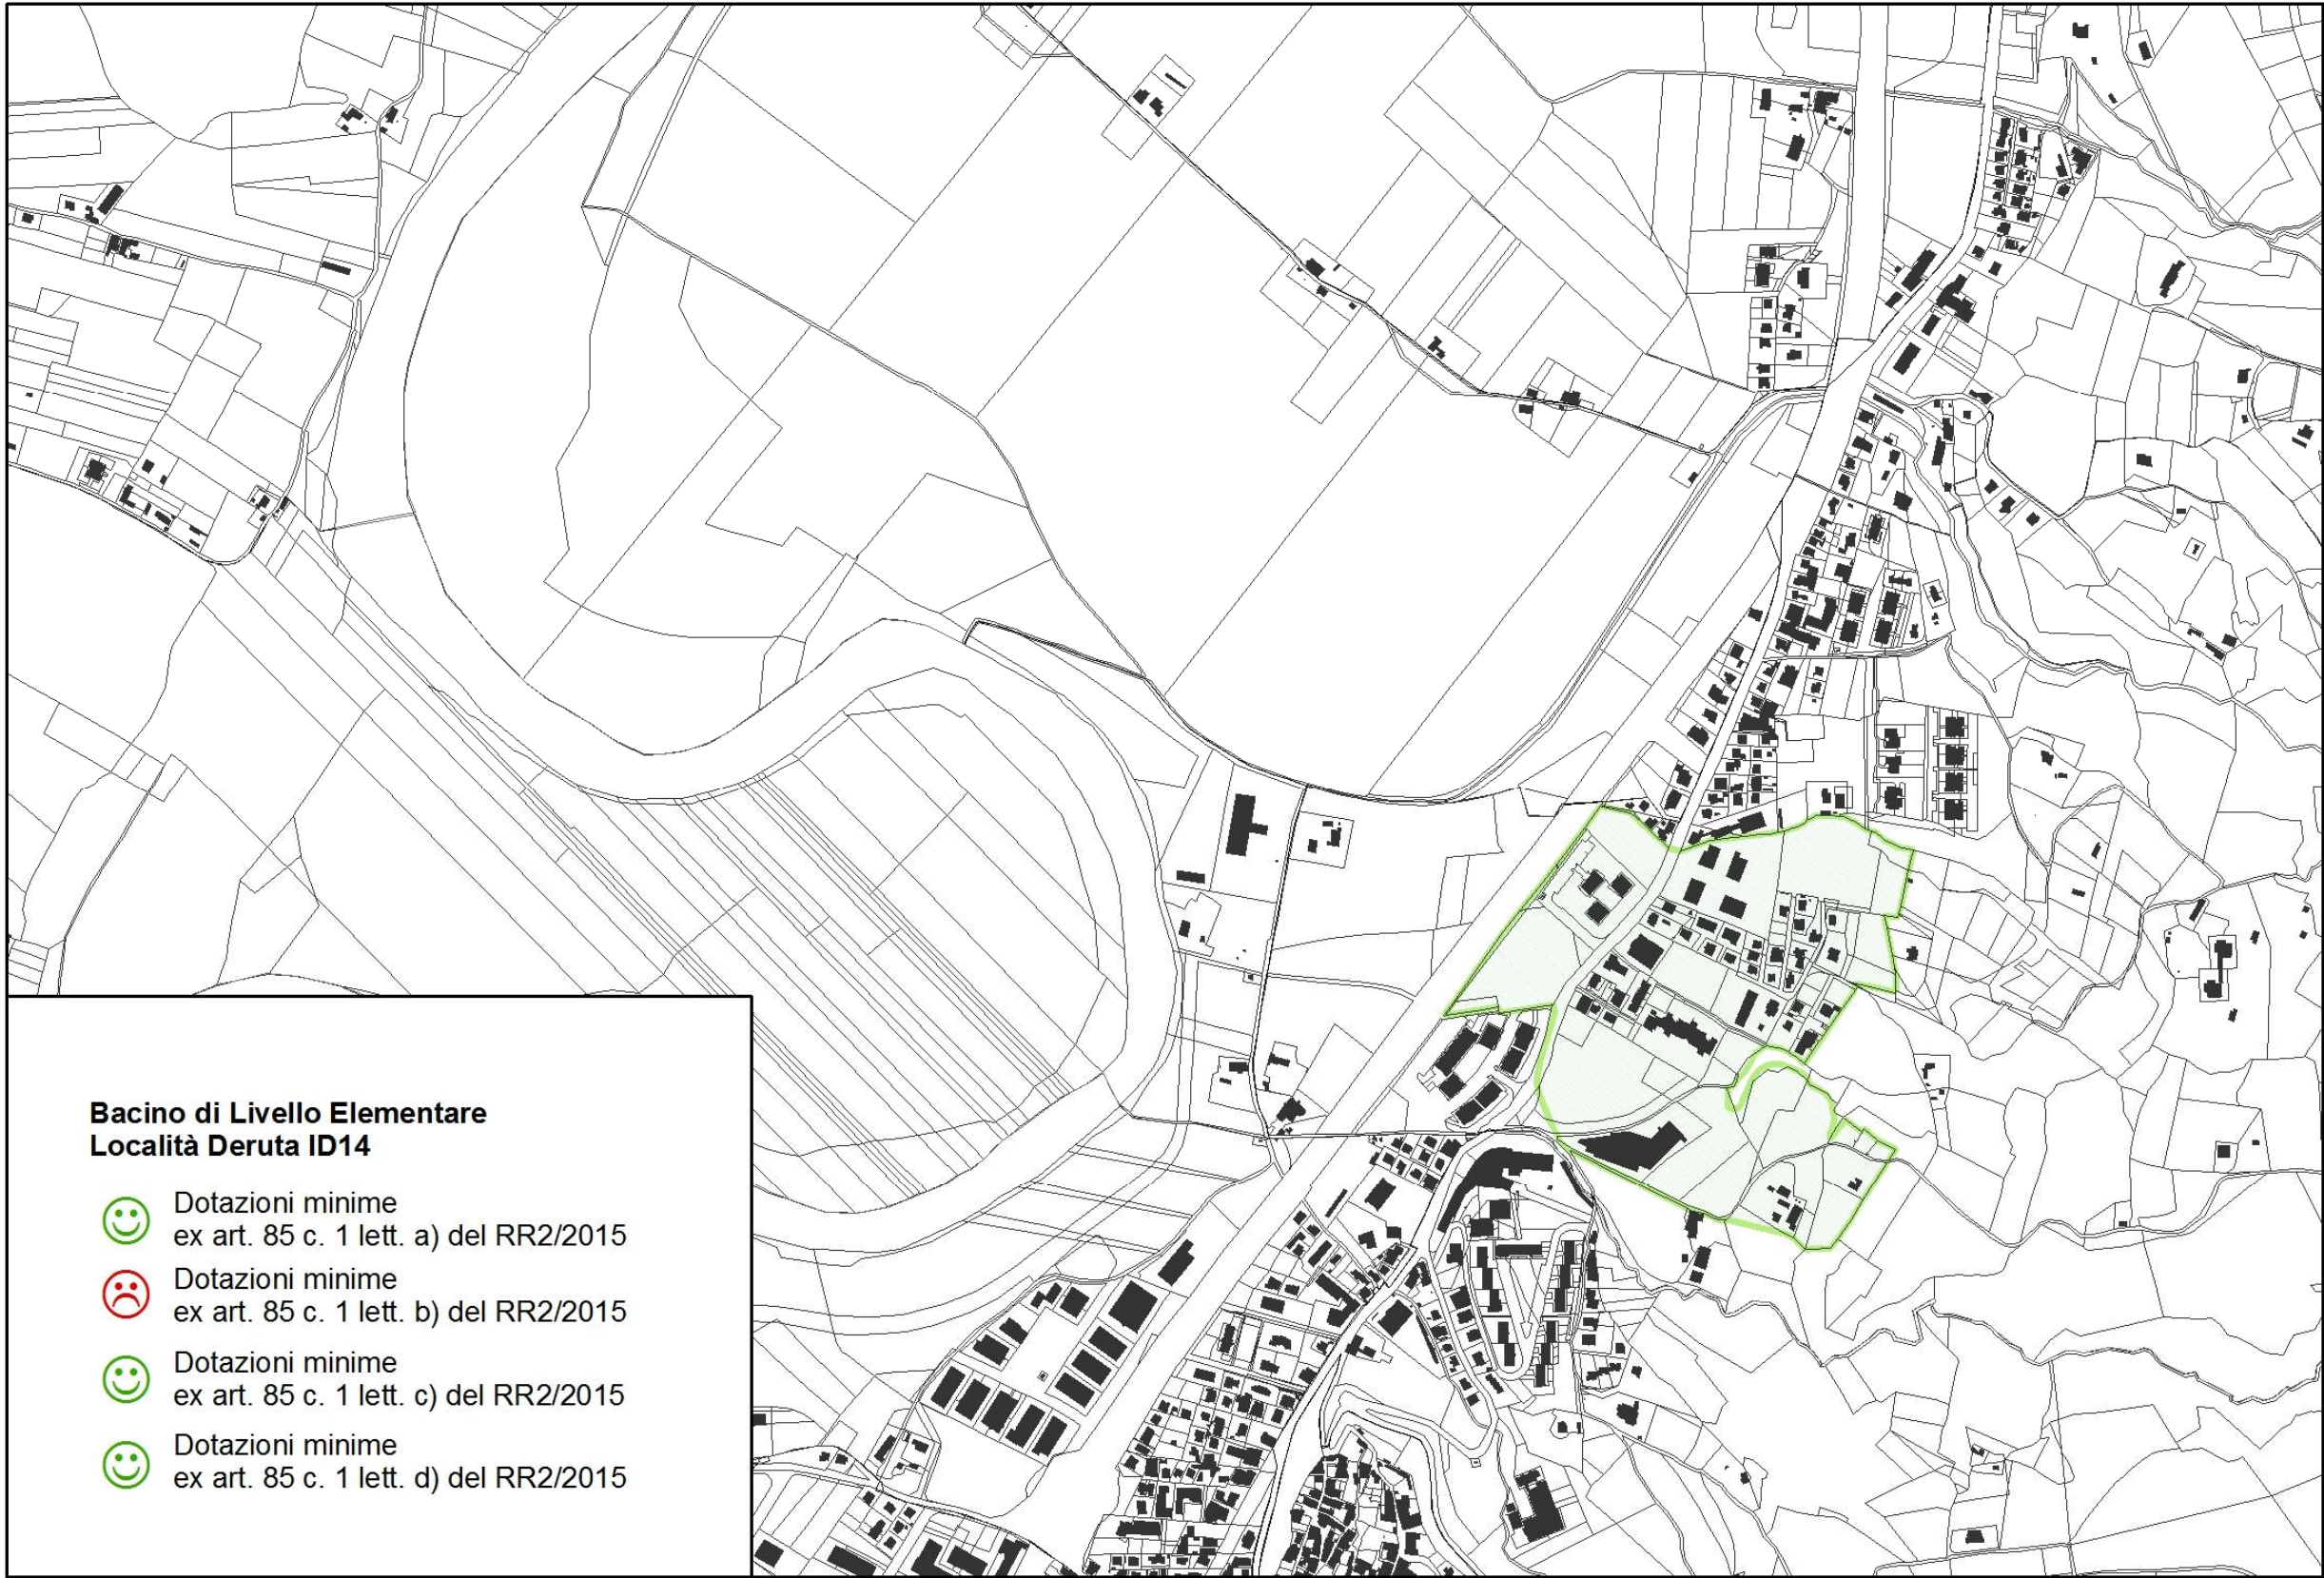 Bacino di Livello Elementare
Località Deruta ID14
Dotazioni minime
ex art. 85 c. 1 lett. a) del RR2/2015
Dotazioni minime
ex art. 85 c. 1 lett. b) del RR2/2015
Dotazioni minime
ex art. 85 c. 1 lett. c) del RR2/2015
Dotazioni minime
ex art. 85 c. 1 lett. d) del RR2/2015